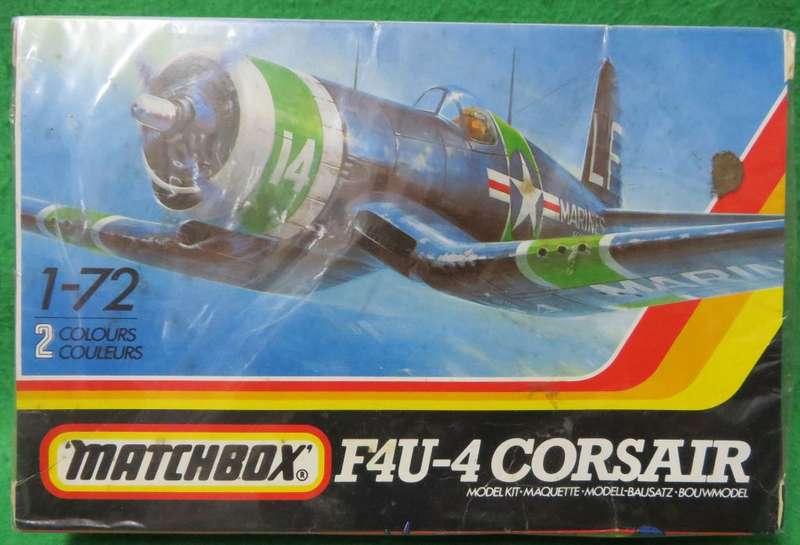 14
LF
MARINES
MARIN
1-72
2 COLOURS
COULEURS
"MATCHBOX"®
F4U-4 CORSAIR
MODEL KIT·MAQUETTE·MODELL-BAUSATZ·BOUWMODEL